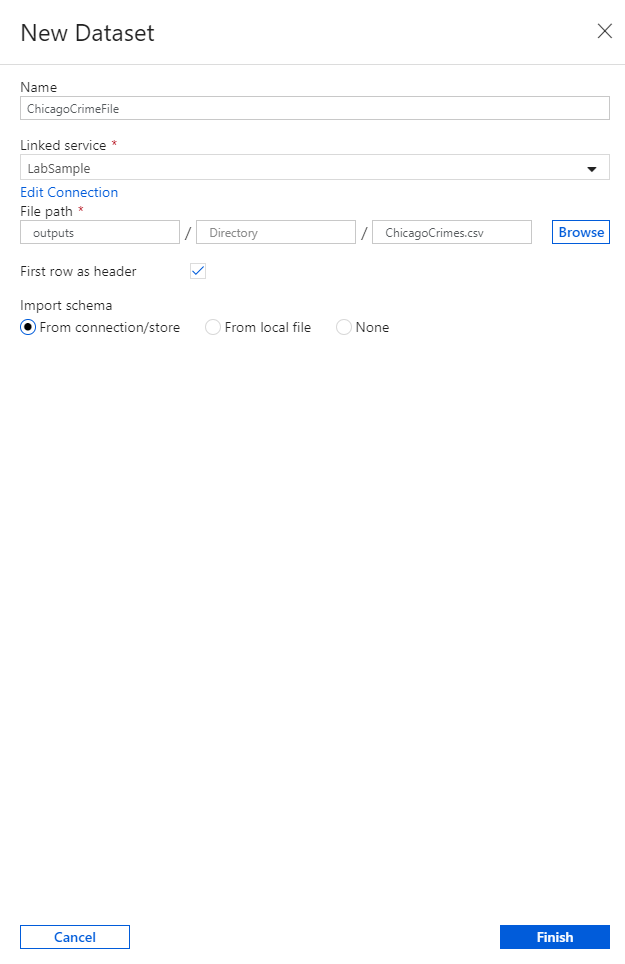 New Dataset
Name
ChicagoCrimeFile
Linked service *
LabSample
Edit Connection
File path *
outputs / Directory / ChicagoCrimes.csv Browse
First row as header
Import schema
From connection/store From local file None
Cancel Finish